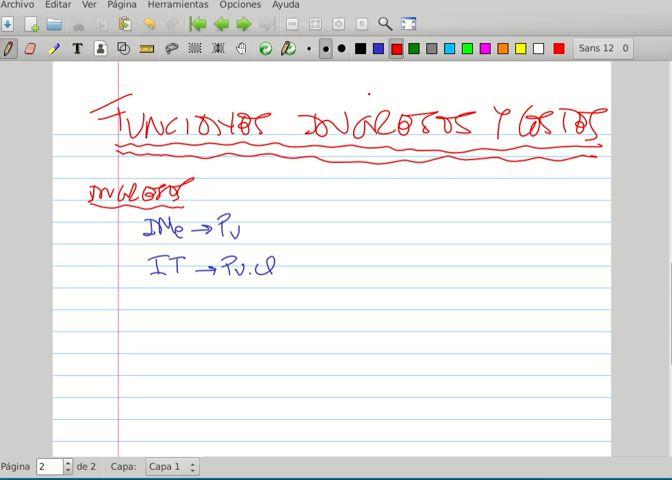 Archivo Editar Ver Página Herramientas Opciones Ayuda
Sans 12
FUNCIONES INGRESOS Y COSTOS
INGRESOS
IMe → Pv
IT → Pv.Q
Página 2 de 2 Capa: Capa 1